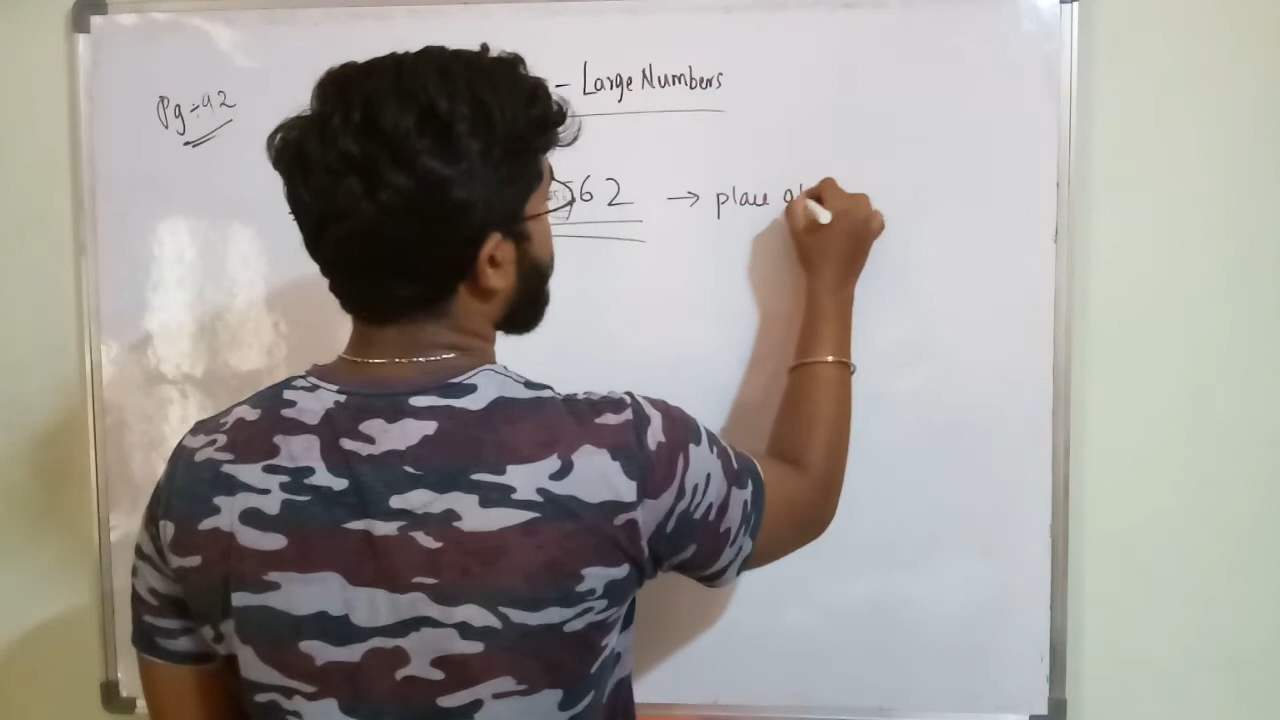 – Large Numbers
Pg ÷ 92
62 → place